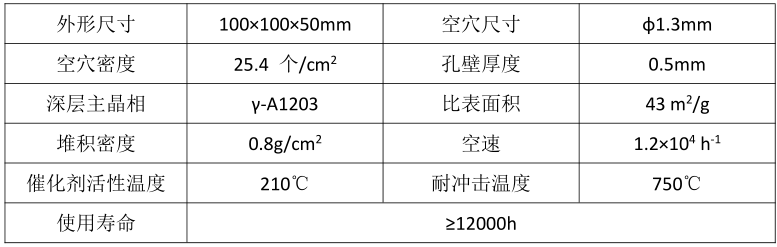 外形尺寸 100×100×50mm 空穴尺寸 ф1.3mm
空穴密度 25.4 个/cm² 孔壁厚度 0.5mm
深层主晶相 γ-A1203 比表面积 43 m²/g
堆积密度 0.8g/cm² 空速 1.2×10⁴ h⁻¹
催化剂活性温度 210℃ 耐冲击温度 750℃
使用寿命 ≥12000h